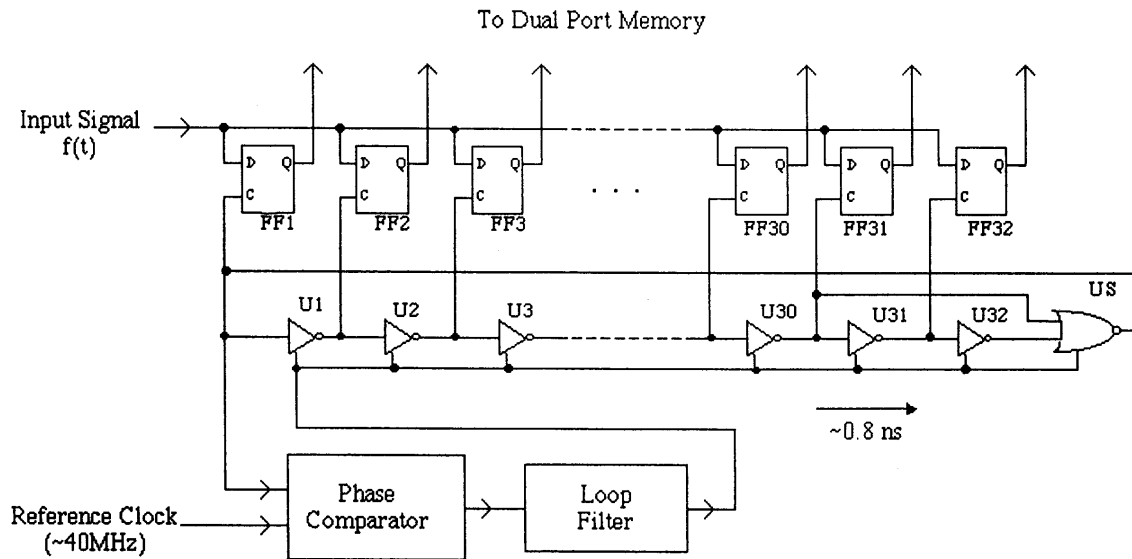 To Dual Port Memory
Input Signal
f(t)
D Q
C
FF1
D Q
C
FF2
D Q
C
FF3
. . .
D Q
C
FF30
D Q
C
FF31
D Q
C
FF32
U1
U2
U3
U30
U31
U32
US
~0.8 ns
Phase
Comparator
Loop
Filter
Reference Clock
(~40MHz)